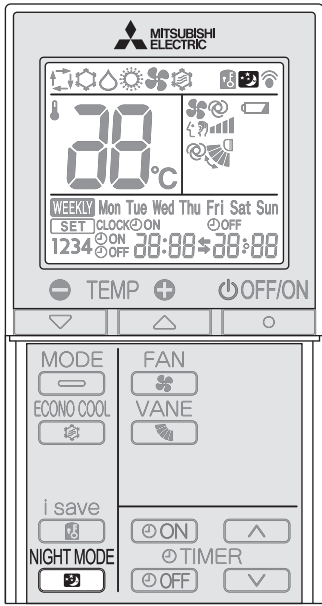 MITSUBISHI
ELECTRIC
88°C
WEEKLY Mon Tue Wed Thu Fri Sat Sun
SET CLOCK ON OFF
1234 ON OFF 88:88 88:88
TEMP OFF/ON
MODE FAN
ECONO COOL VANE
i save
ON
NIGHT MODE TIMER
OFF